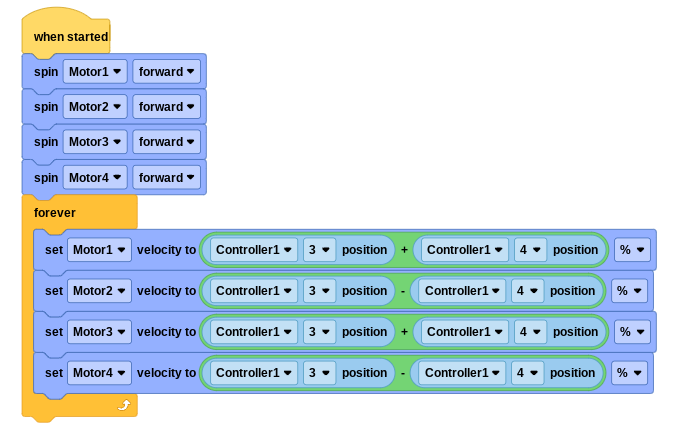 when started
spin Motor1 forward
spin Motor2 forward
spin Motor3 forward
spin Motor4 forward
forever
set Motor1 velocity to Controller1 3 position + Controller1 4 position %
set Motor2 velocity to Controller1 3 position - Controller1 4 position %
set Motor3 velocity to Controller1 3 position + Controller1 4 position %
set Motor4 velocity to Controller1 3 position - Controller1 4 position %